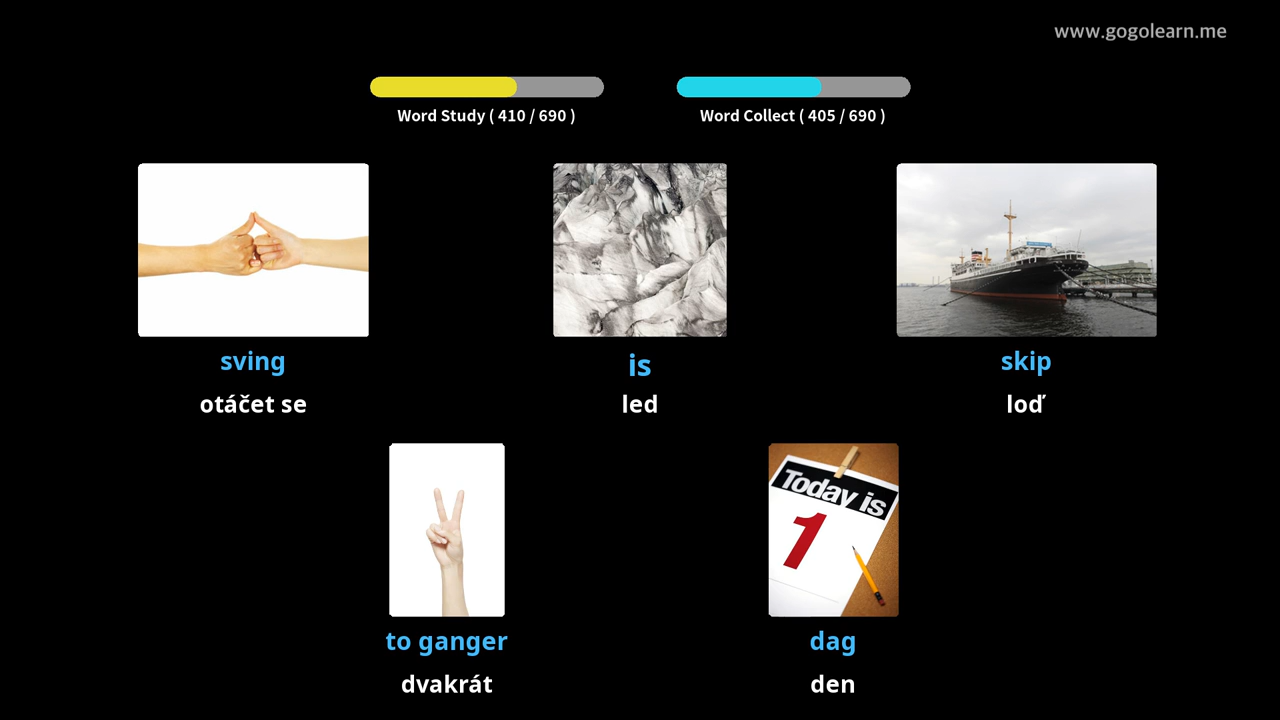 www.gogolearn.me
Word Study ( 410 / 690 )
Word Collect ( 405 / 690 )
sving
otáčet se
is
led
skip
loď
Today is
1
to ganger
dvakrát
dag
den